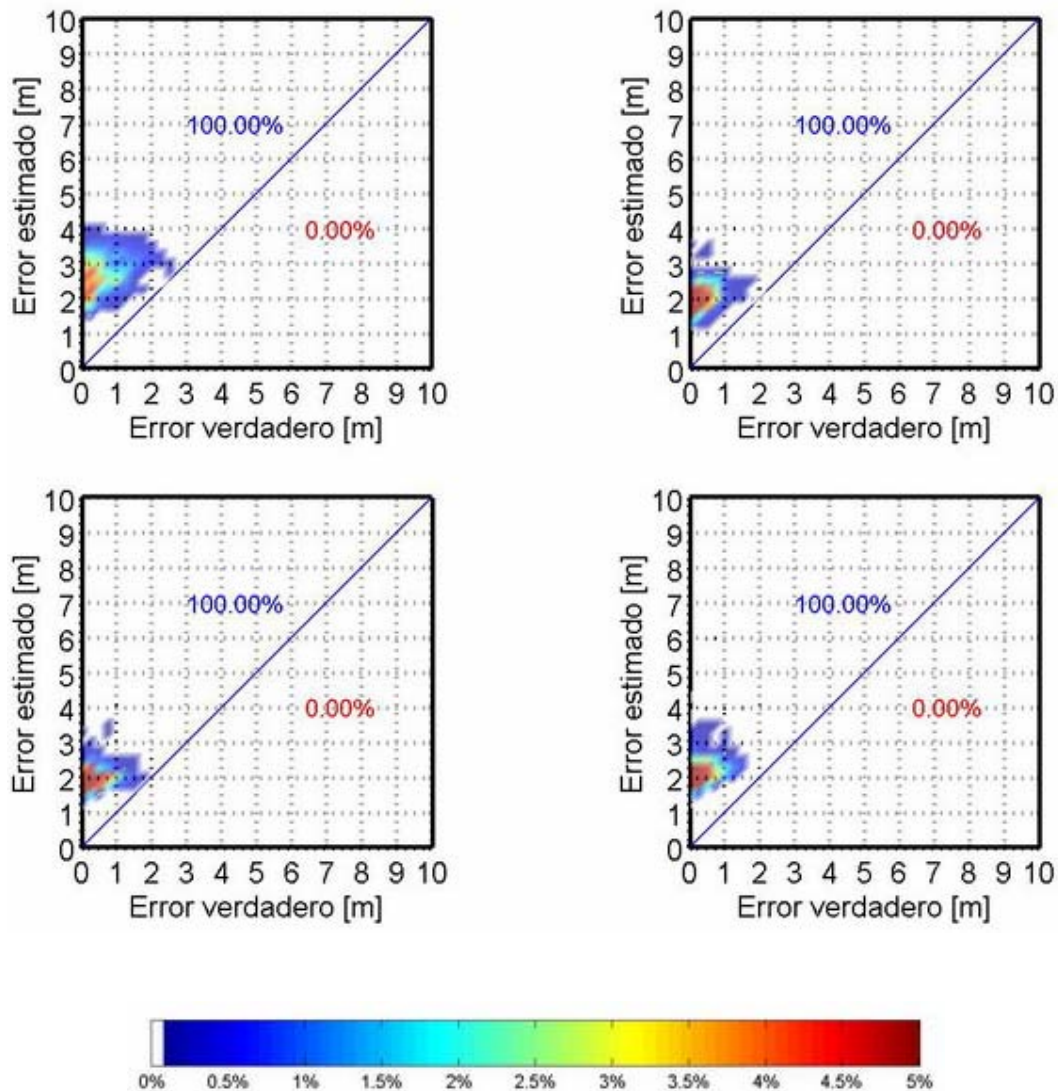 10 10
9 9
8 8
7 100.00% 7 100.00%
6 6
5 5
4 0.00% 4 0.00%
3 3
2 2
1 1
0 0
Error estimado [m] Error estimado [m]
0 1 2 3 4 5 6 7 8 9 10 0 1 2 3 4 5 6 7 8 9 10
Error verdadero [m] Error verdadero [m]
10 10
9 9
8 8
7 100.00% 7 100.00%
6 6
5 5
4 0.00% 4 0.00%
3 3
2 2
1 1
0 0
Error estimado [m] Error estimado [m]
0 1 2 3 4 5 6 7 8 9 10 0 1 2 3 4 5 6 7 8 9 10
Error verdadero [m] Error verdadero [m]
0% 0.5% 1% 1.5% 2% 2.5% 3% 3.5% 4% 4.5% 5%